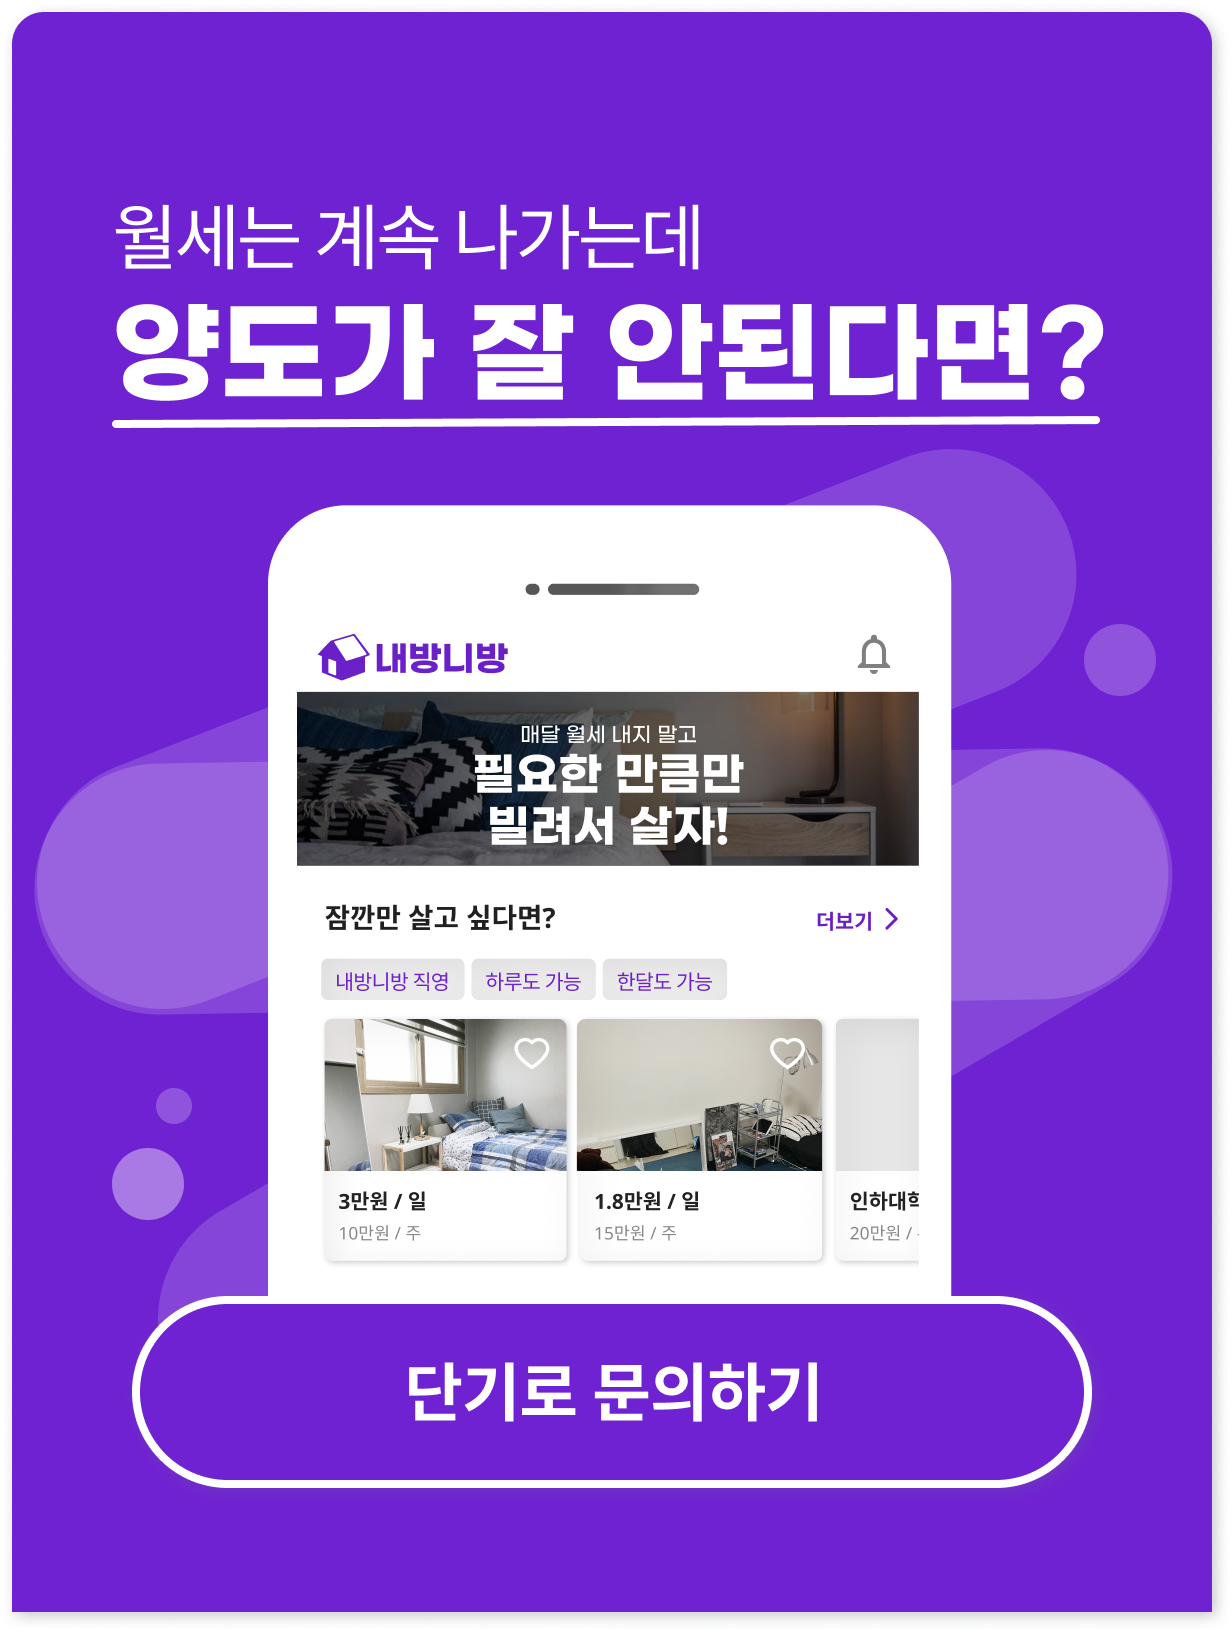 월세는 계속 나가는데
양도가 잘 안된다면?
내방니방
매달 월세 내지 말고
필요한 만큼만
빌려서 살자!
잠깐만 살고 싶다면?
더보기
내방니방 직영 하루도 가능 한달도 가능
3만원 / 일 1.8만원 / 일 인하대학
10만원 / 주 15만원 / 주 20만원 /
단기로 문의하기